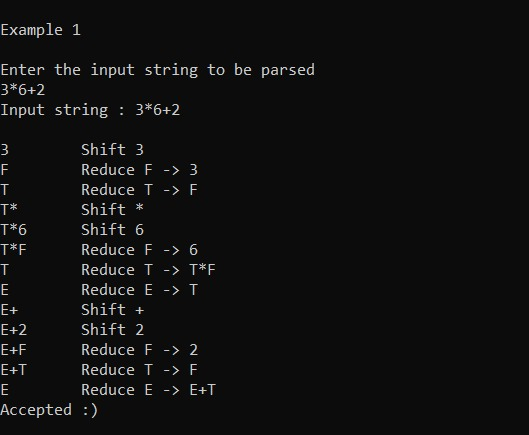 Example 1
Enter the input string to be parsed
3*6+2
Input string : 3*6+2
3 Shift 3
F Reduce F -> 3
T Reduce T -> F
T* Shift *
T*6 Shift 6
T*F Reduce F -> 6
T Reduce T -> T*F
E Reduce E -> T
E+ Shift +
E+2 Shift 2
E+F Reduce F -> 2
E+T Reduce T -> F
E Reduce E -> E+T
Accepted :)